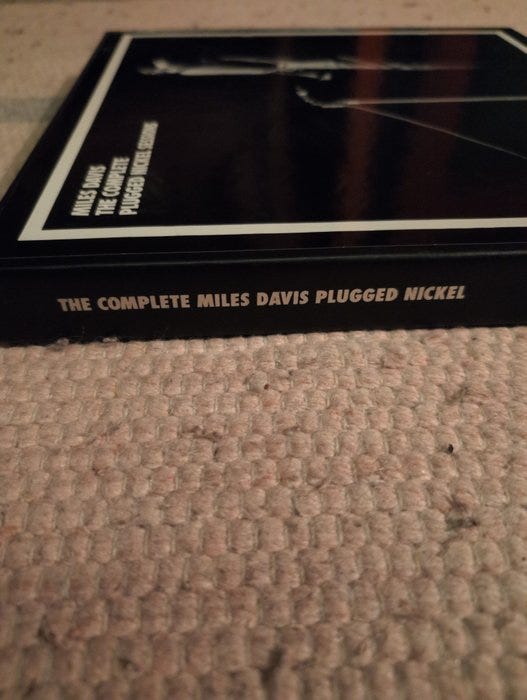 MILES DAVIS
THE COMPLETE
PLUGGED NICKEL SESSIONS
THE COMPLETE MILES DAVIS PLUGGED NICKEL